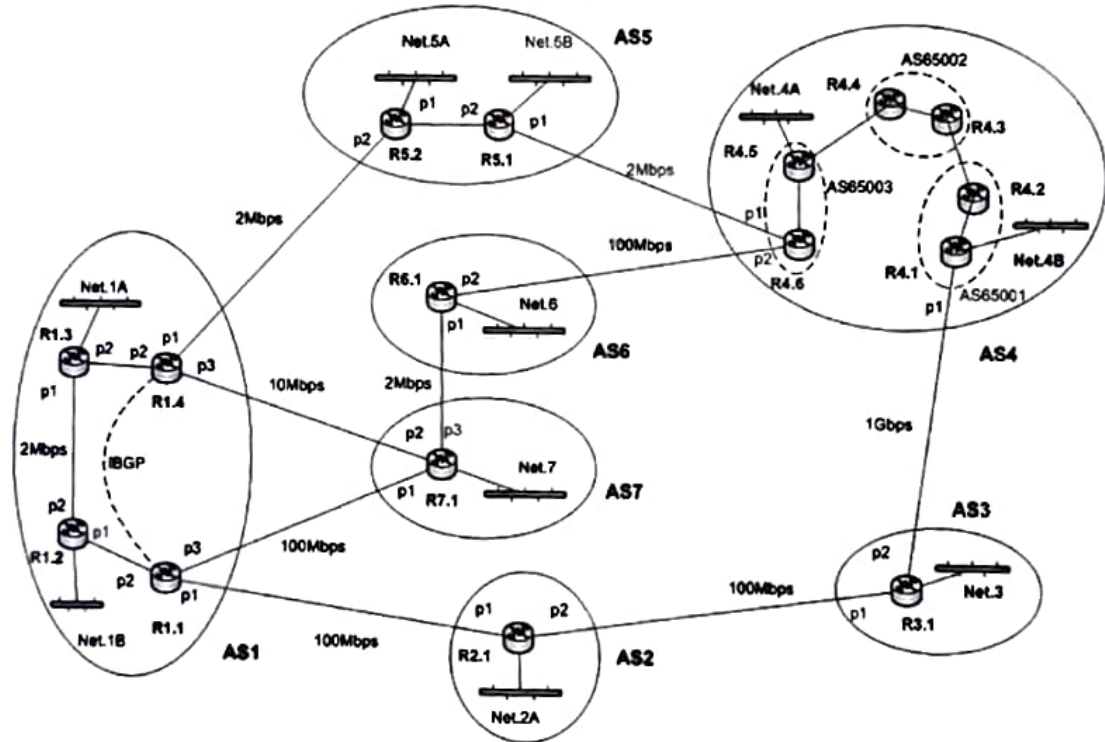 Net.5A
Net.5B
AS5
p1
p2
p1
p2
R5.2
R5.1
AS65002
R4.4
R4.3
Net.4A
R4.5
AS65003
R4.2
p1
p2
R4.6
R4.1
Net.4B
AS65001
p1
AS4
2Mbps
2Mbps
100Mbps
R6.1
p2
p1
Net.6
AS6
Net.1A
R1.3
p2
p2
p1
p3
p1
R1.4
10Mbps
2Mbps
2Mbps
IBGP
p2
p3
p1
R7.1
Net.7
AS7
1Gbps
p2
p1
R1.2
p3
p2
p1
R1.1
Net.1B
AS1
100Mbps
100Mbps
p1
p2
R2.1
Net.2A
AS2
100Mbps
AS3
p2
p1
R3.1
Net.3